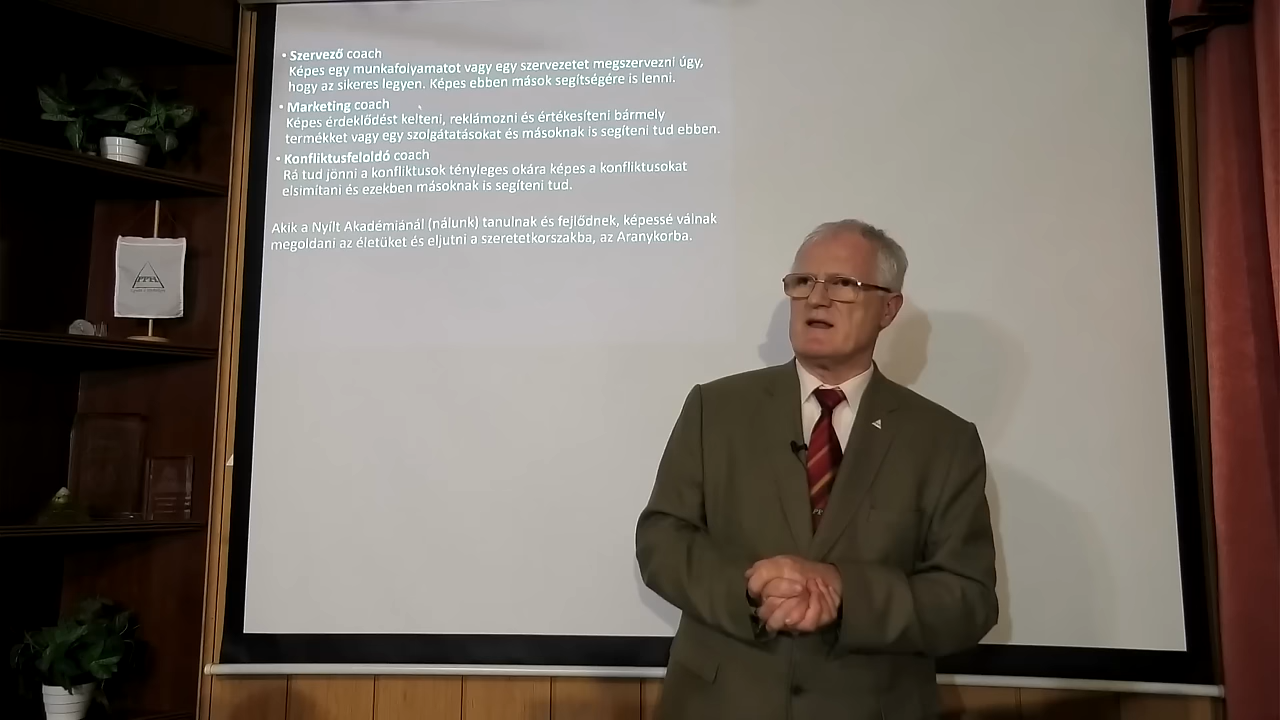 • Szervező coach
Képes egy munkafolyamatot vagy egy szervezetet megszervezni úgy,
hogy az sikeres legyen. Képes ebben mások segítségére is lenni.
• Marketing coach
Képes érdeklődést kelteni, reklámozni és értékesíteni bármely
termékket vagy egy szolgátatásokat és másoknak is segíteni tud ebben.
• Konfliktusfeloldó coach
Rá tud jönni a konfliktusok tényleges okára képes a konfliktusokat
elsimítani és ezekben másoknak is segíteni tud.
Akik a Nyílt Akadémiánál (nálunk) tanulnak és fejlődnek, képessé válnak
megoldani az életüket és eljutni a szeretetkorszakba, az Aranykorba.